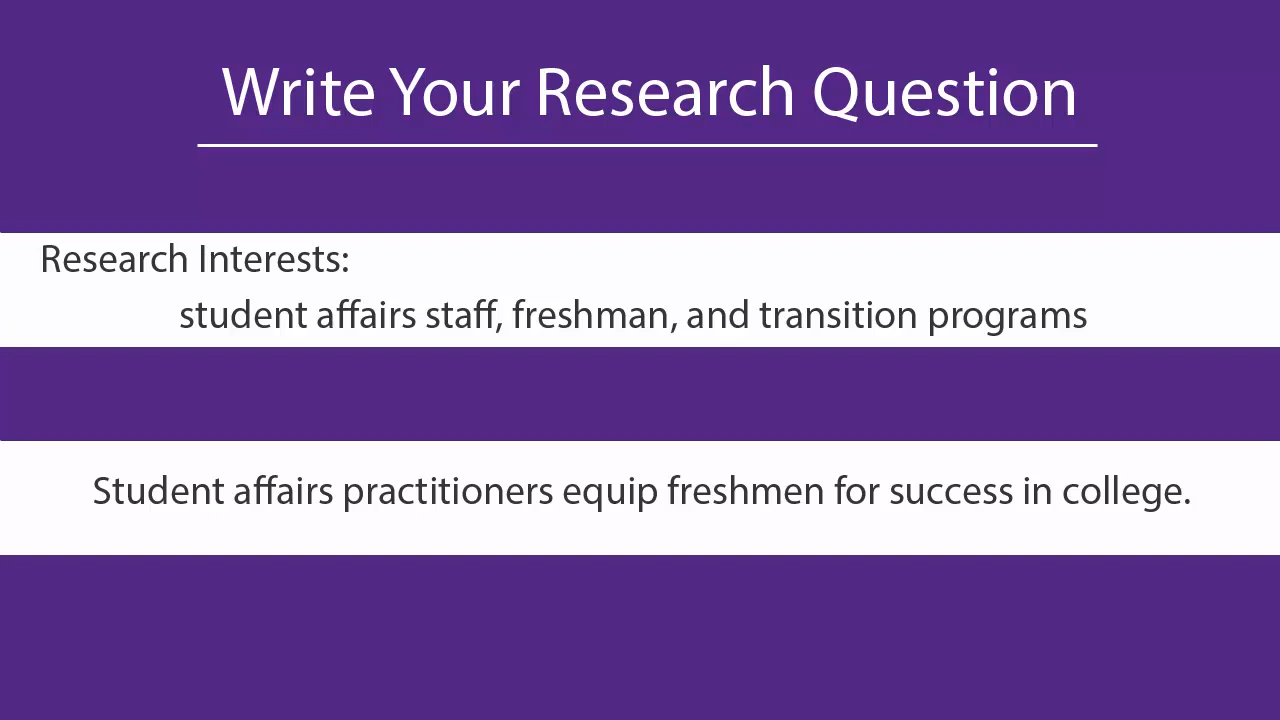 Write Your Research Question
Research Interests:
student affairs staff, freshman, and transition programs
Student affairs practitioners equip freshmen for success in college.